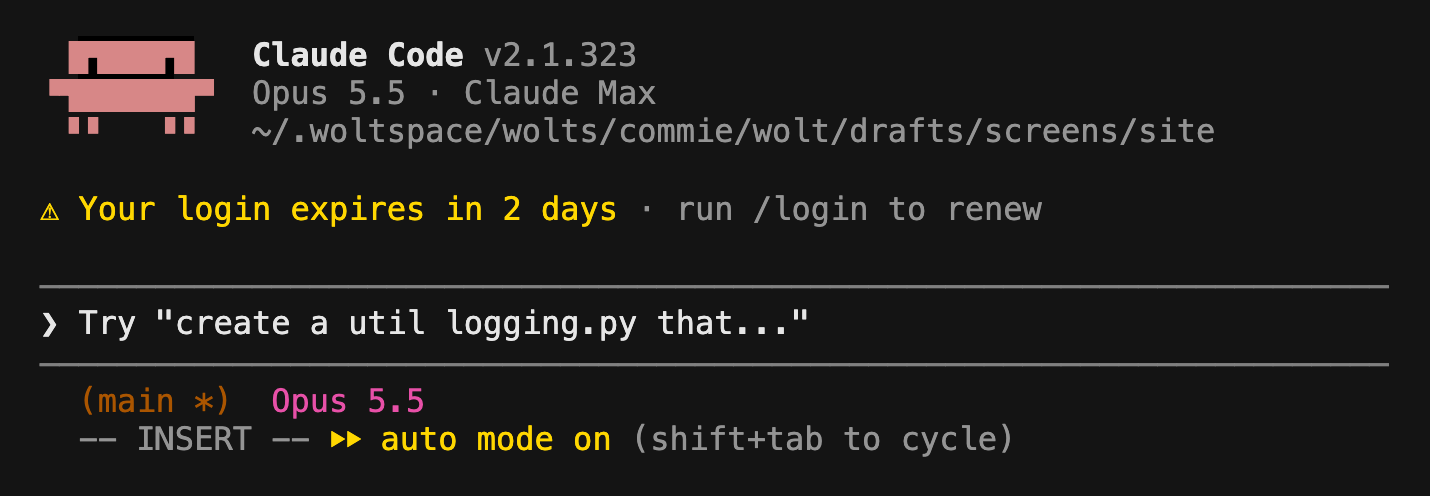 Claude Code v2.1.323
Opus 5.5 · Claude Max
~/.woltspace/wolts/commie/wolt/drafts/screens/site
⚠ Your login expires in 2 days · run /login to renew
❯ Try "create a util logging.py that..."
(main *) Opus 5.5
-- INSERT -- ⏵⏵ auto mode on (shift+tab to cycle)